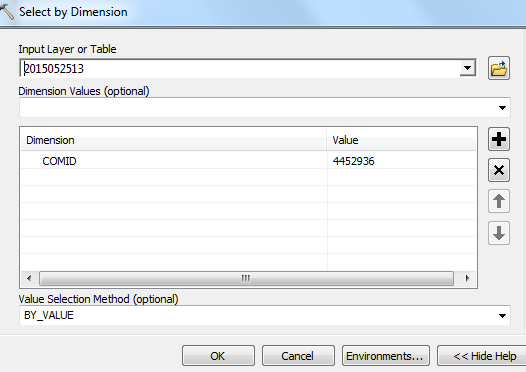 Select by Dimension
Input Layer or Table
2015052513
Dimension Values (optional)
Dimension Value
COMID 4452936
Value Selection Method (optional)
BY_VALUE
OK Cancel Environments... << Hide Help